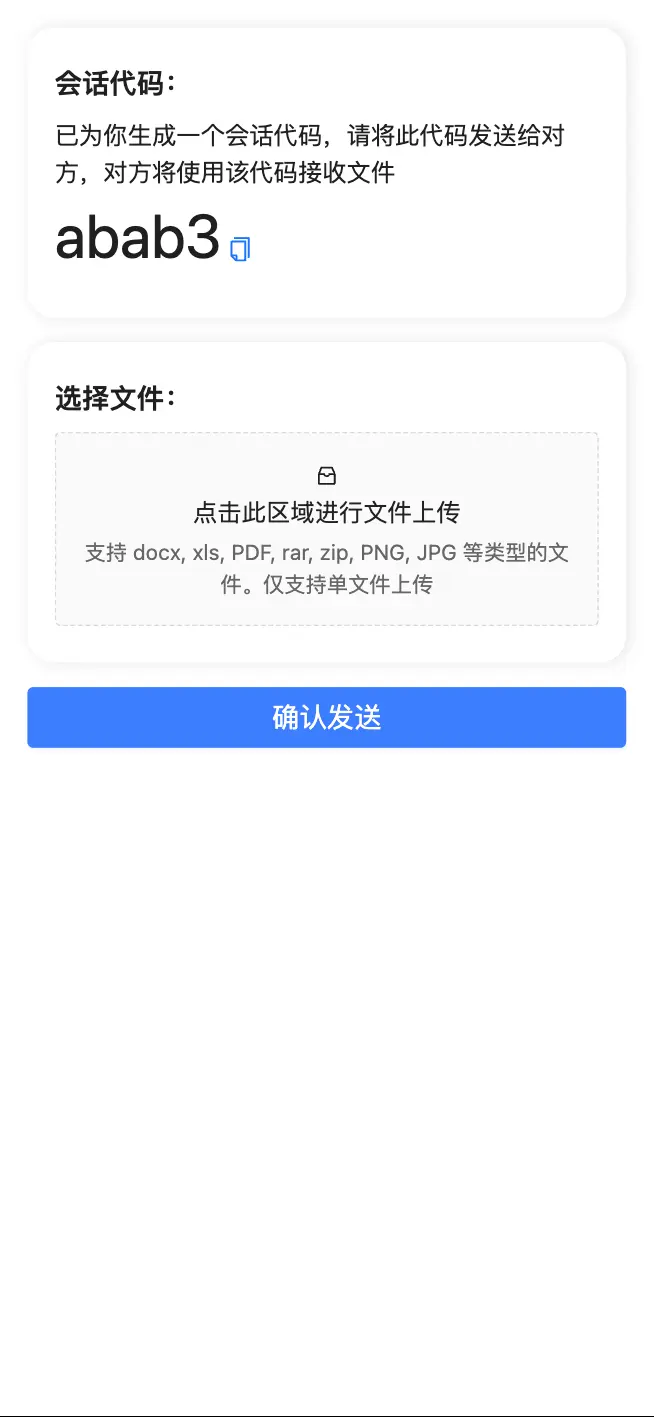 会话代码：
已为你生成一个会话代码，请将此代码发送给对
方，对方将使用该代码接收文件
abab3
选择文件：
点击此区域进行文件上传
支持 docx, xls, PDF, rar, zip, PNG, JPG 等类型的文
件。仅支持单文件上传
确认发送